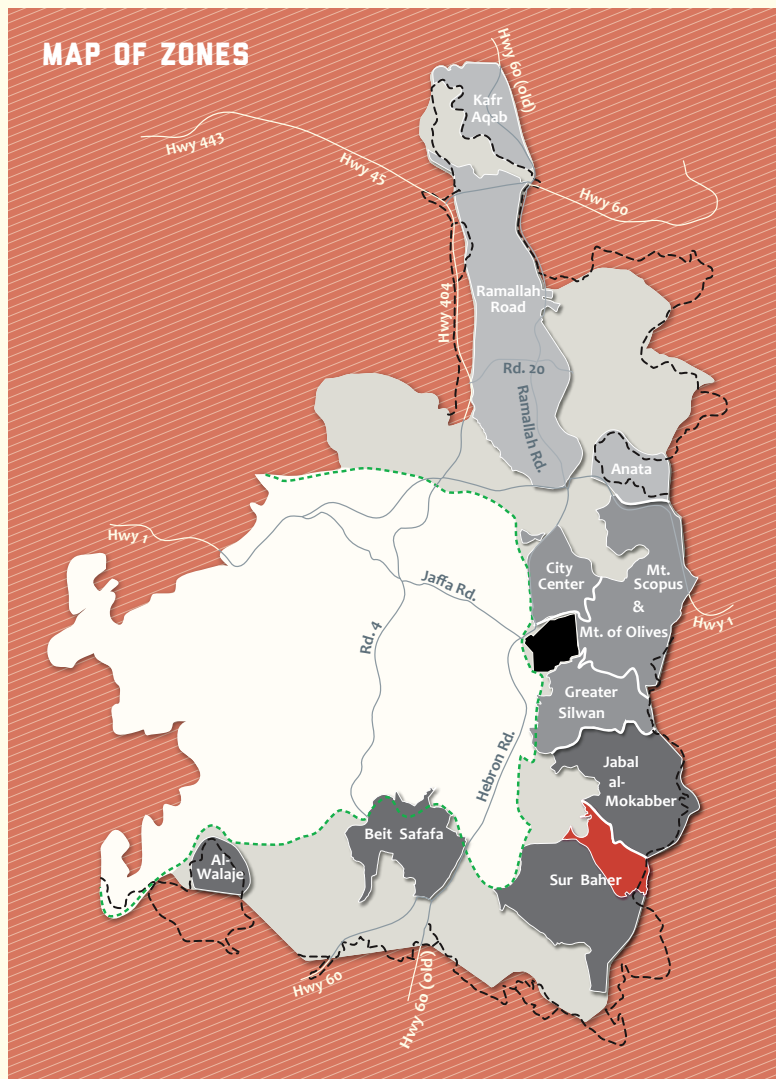 MAP OF ZONES
Hwy 60 (old)
Kafr
Aqab
Hwy 443
Hwy 45
Hwy 60
Hwy 404
Ramallah
Road
Rd. 20
Ramallah Rd.
Anata
Hwy 1
City
Center
Mt.
Scopus
&
Mt. of Olives
Jaffa Rd.
Hwy 1
Rd. 4
Greater
Silwan
Hebron Rd.
Jabal
al-
Mokabber
Beit Safafa
Al-
Walaje
Sur Baher
Hwy 60
Hwy 60 (old)